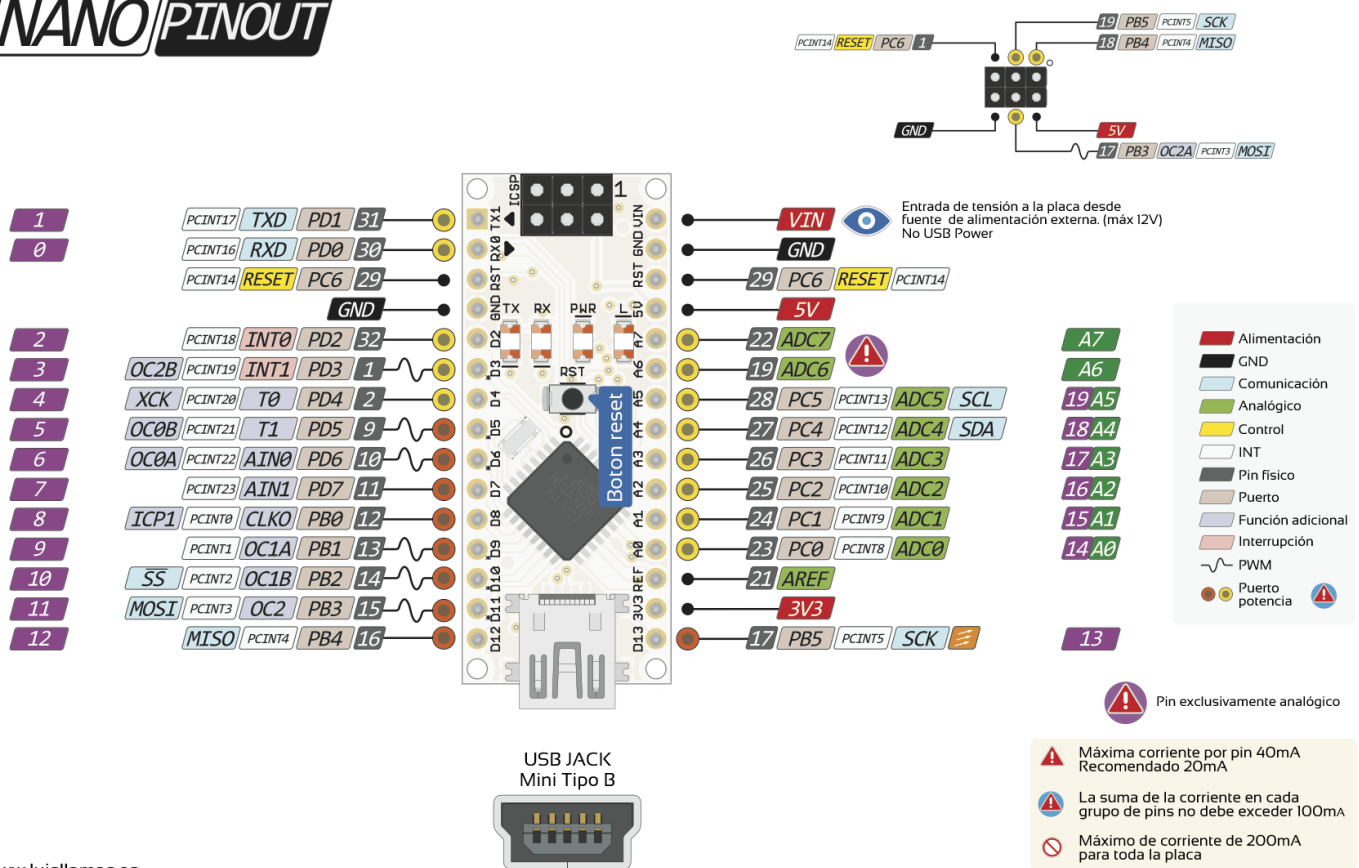 NANO PINOUT
19 PB5 PCINT5 SCK
PCINT14 RESET PC6 1
18 PB4 PCINT4 MISO
GND
5V
17 PB3 OC2A PCINT3 MOSI
1 PCINT17 TXD PD1 31
0 PCINT16 RXD PD0 30
PCINT14 RESET PC6 29
GND
2 PCINT18 INT0 PD2 32
3 OC2B PCINT19 INT1 PD3 1
4 XCK PCINT20 T0 PD4 2
5 OC0B PCINT21 T1 PD5 9
6 OC0A PCINT22 AIN0 PD6 10
7 PCINT23 AIN1 PD7 11
8 ICP1 PCINT0 CLKO PB0 12
9 PCINT1 OC1A PB1 13
10 SS PCINT2 OC1B PB2 14
11 MOSI PCINT3 OC2 PB3 15
12 MISO PCINT4 PB4 16
ICSP
1
TX1
RX0
RST
GND
D2
*D3
D4
*D5
*D6
D7
D8
*D9
*D10
*D11
D12
TX RX PWR L
RST
Boton reset
VIN
GND
RST
5V
A7
A6
A5
A4
A3
A2
A1
A0
REF
3V3
D13
VIN
Entrada de tensión a la placa desde
fuente de alimentación externa. (máx 12V)
No USB Power
GND
29 PC6 RESET PCINT14
5V
22 ADC7 A7
19 ADC6 A6
28 PC5 PCINT13 ADC5 SCL 19 A5
27 PC4 PCINT12 ADC4 SDA 18 A4
26 PC3 PCINT11 ADC3 17 A3
25 PC2 PCINT10 ADC2 16 A2
24 PC1 PCINT9 ADC1 15 A1
23 PC0 PCINT8 ADC0 14 A0
21 AREF
3V3
17 PB5 PCINT5 SCK 13
Alimentación
GND
Comunicación
Analógico
Control
INT
Pin físico
Puerto
Función adicional
Interrupción
PWM
Puerto
potencia
Pin exclusivamente analógico
Máxima corriente por pin 40mA
Recomendado 20mA
La suma de la corriente en cada
grupo de pins no debe exceder 100mA
Máximo de corriente de 200mA
para toda la placa
USB JACK
Mini Tipo B